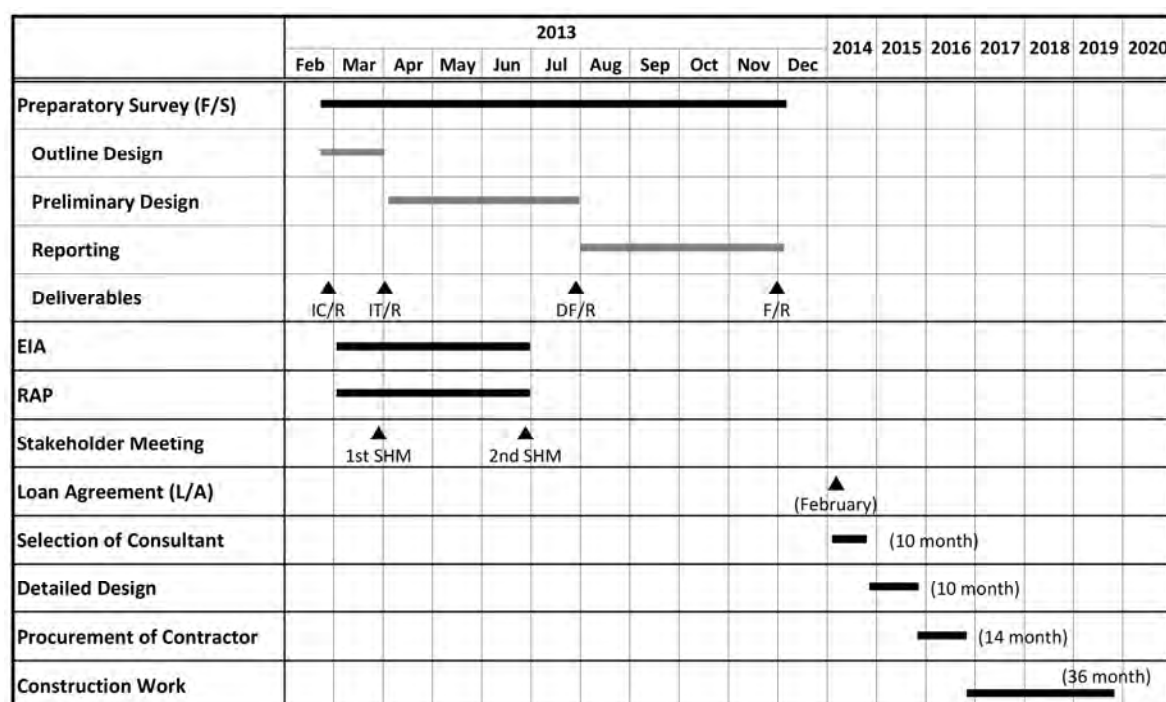 2013
2014 2015 2016 2017 2018 2019 2020
Feb Mar Apr May Jun Jul Aug Sep Oct Nov Dec
Preparatory Survey (F/S)
Outline Design
Preliminary Design
Reporting
Deliverables
IC/R IT/R DF/R F/R
EIA
RAP
Stakeholder Meeting
1st SHM 2nd SHM
Loan Agreement (L/A)
(February)
Selection of Consultant (10 month)
Detailed Design (10 month)
Procurement of Contractor (14 month)
Construction Work (36 month)